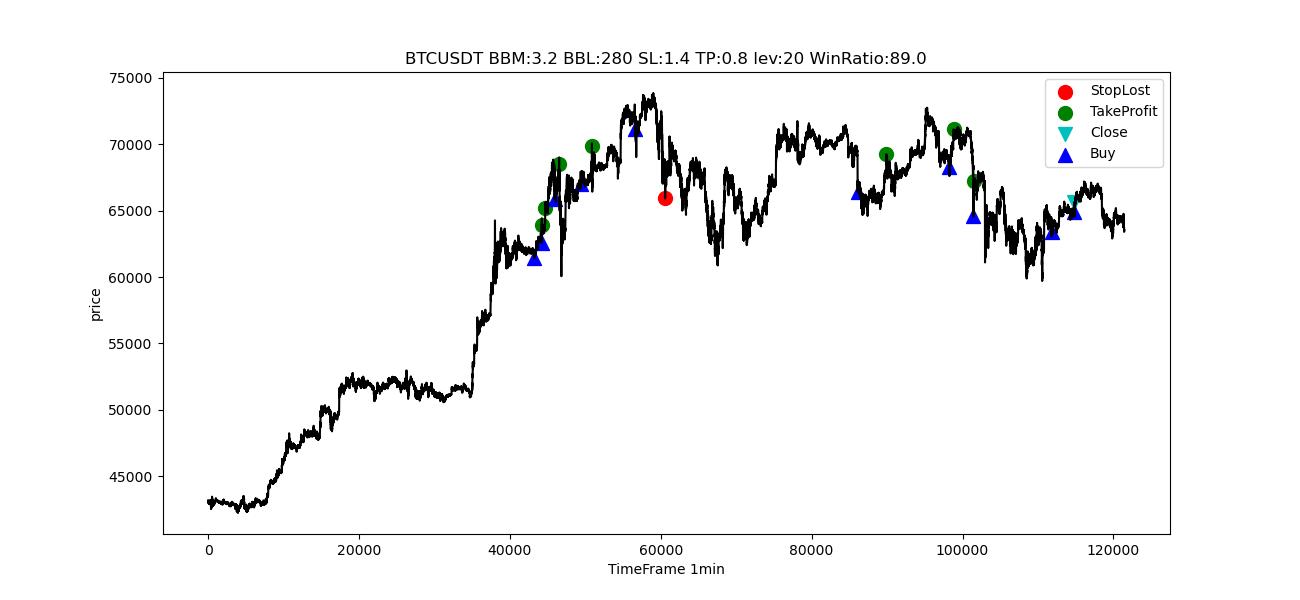 BTCUSDT BBM:3.2 BBL:280 SL:1.4 TP:0.8 lev:20 WinRatio:89.0
75000
70000
65000
60000
55000
50000
45000
price
StopLost
TakeProfit
Close
Buy
0 20000 40000 60000 80000 100000 120000
TimeFrame 1min